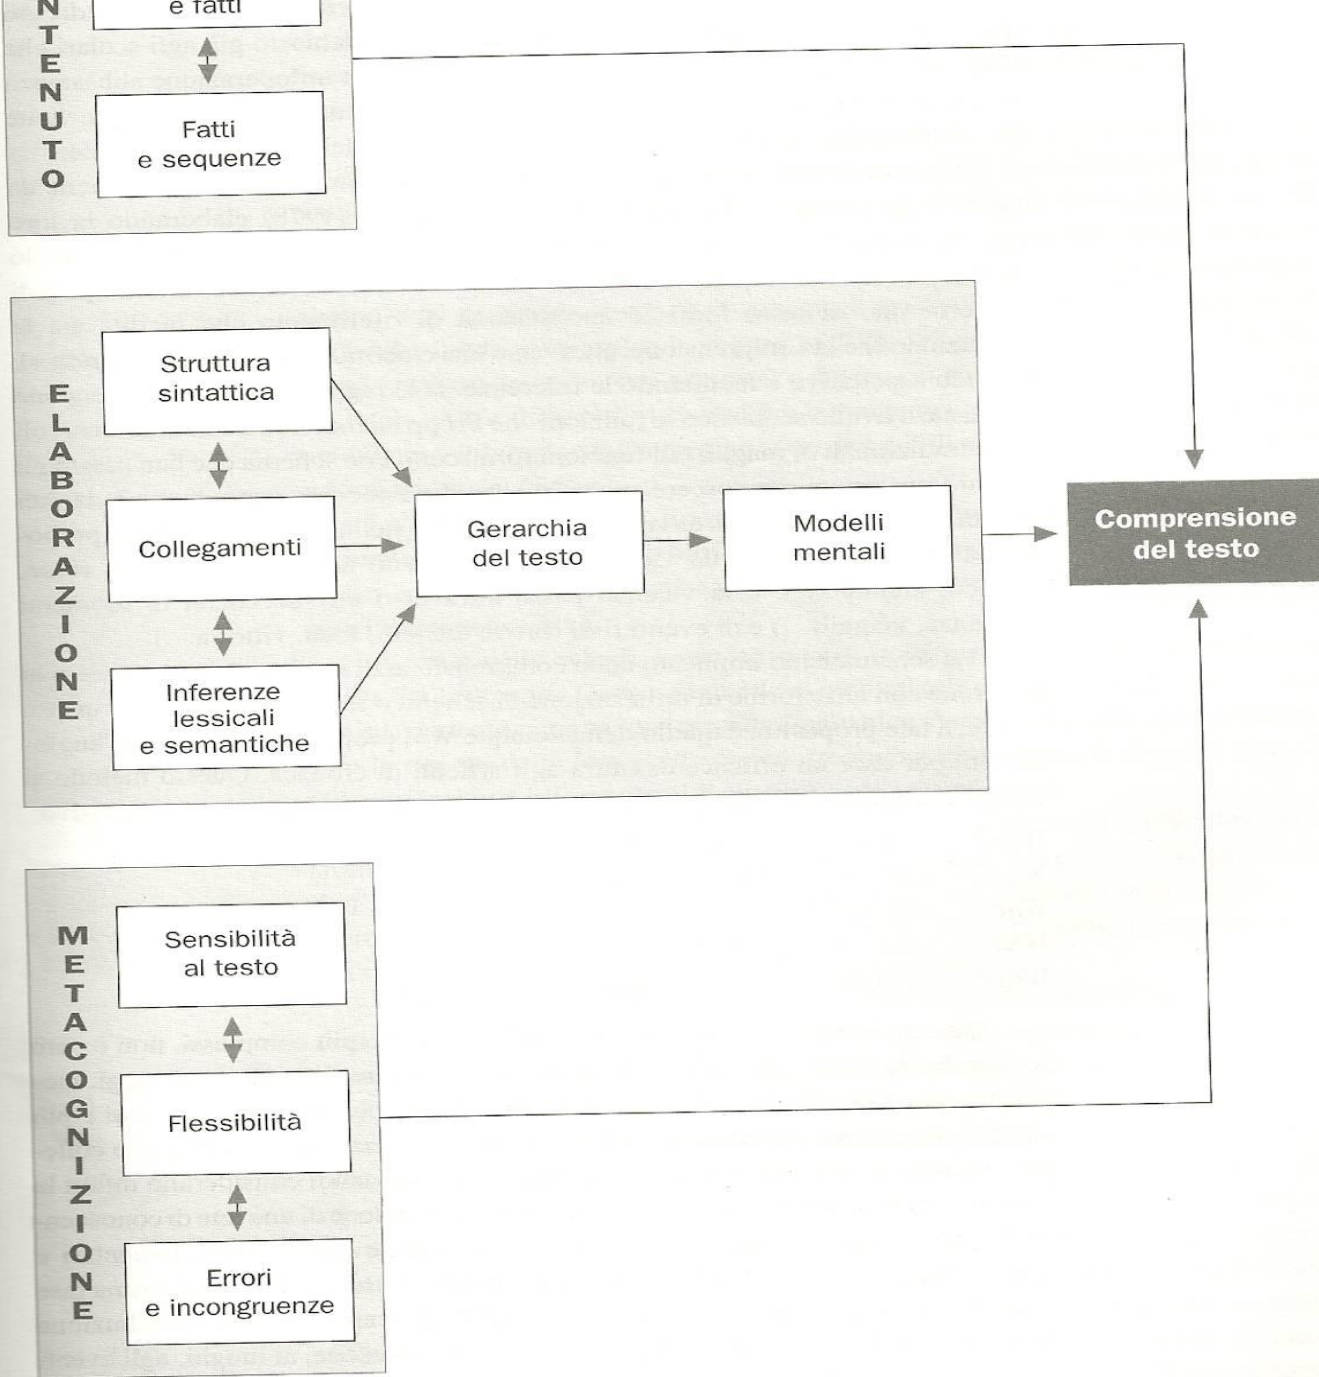 NTENUTO
e fatti
Fatti
e sequenze
ELABORAZIONE
Struttura
sintattica
Collegamenti
Inferenze
lessicali
e semantiche
Gerarchia
del testo
Modelli
mentali
Comprensione
del testo
METACOGNIZIONE
Sensibilità
al testo
Flessibilità
Errori
e incongruenze